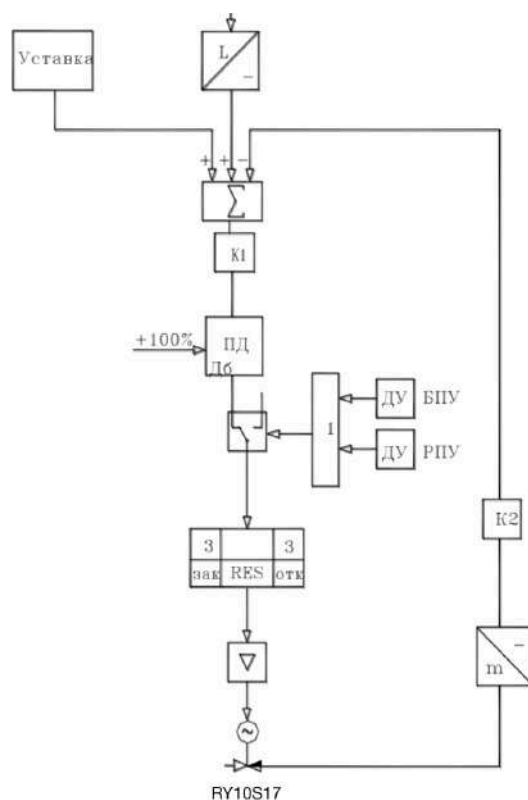 Уставка
L
–
+ + –
Σ
К1
+100%
ПД
Дб
1
ДУ БПУ
ДУ РПУ
К2
З З
зак RES отк
–
m
~
RY10S17